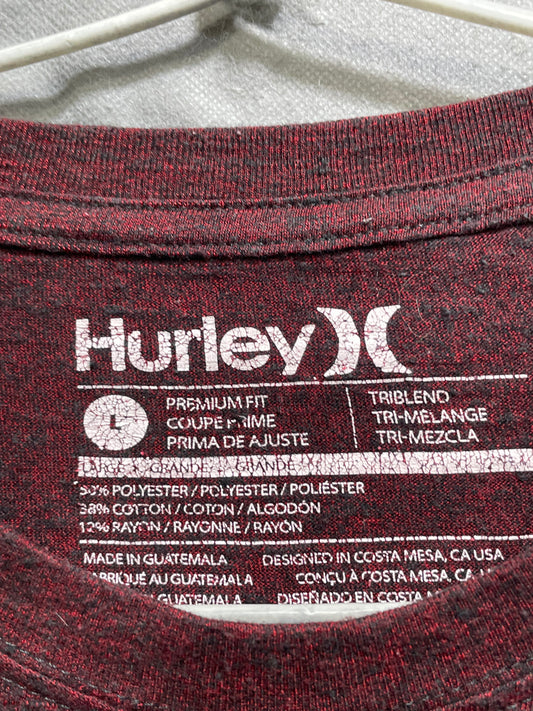 Hurley
L
PREMIUM FIT
COUPE PRIME
PRIMA DE AJUSTE
TRIBLEND
TRI-MÉLANGE
TRI-MEZCLA
LARGE / GRANDE / GRANDE
50% POLYESTER / POLYESTER / POLIÉSTER
38% COTTON / COTON / ALGODÓN
12% RAYON / RAYONNE / RAYÓN
MADE IN GUATEMALA DESIGNED IN COSTA MESA, CA USA
FABRIQUÉ AU GUATEMALA CONÇU À COSTA MESA, CA
GUATEMALA DISEÑADO EN COSTA